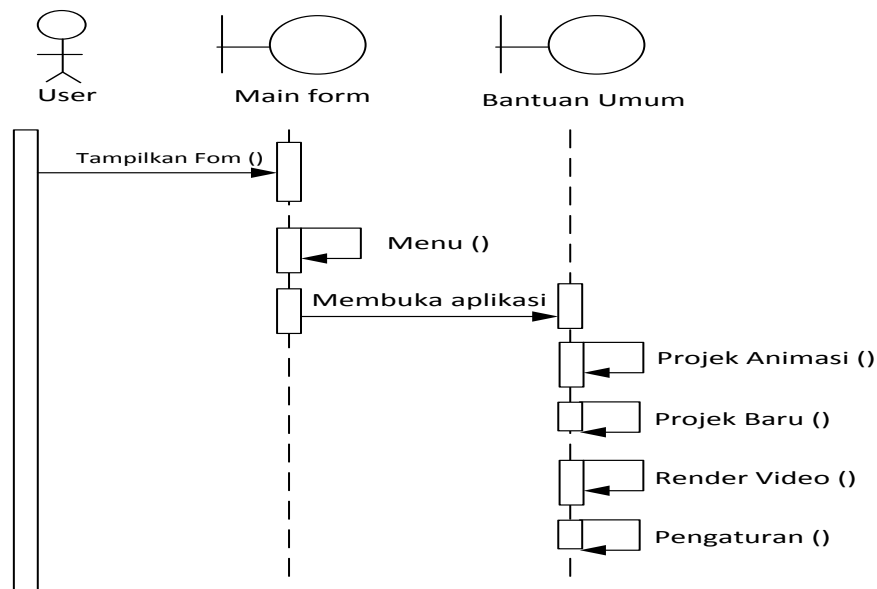 User
Main form
Bantuan Umum
Tampilkan Fom ()
Menu ()
Membuka aplikasi
Projek Animasi ()
Projek Baru ()
Render Video ()
Pengaturan ()